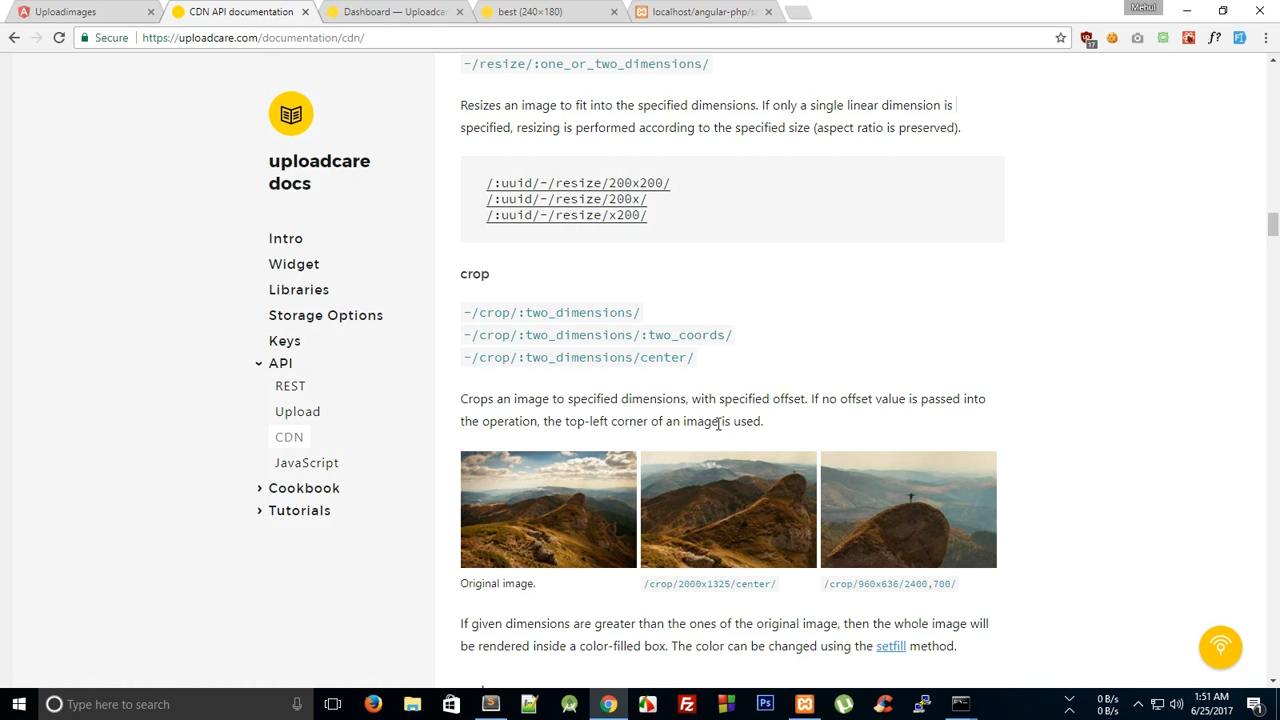 Uploadimages
CDN API documentation
Dashboard — Uploadca
best (240×180)
localhost/angular-php/s
Mehul
Secure
https://uploadcare.com/documentation/cdn/
17
f?
uploadcare
docs
Intro
Widget
Libraries
Storage Options
Keys
API
REST
Upload
CDN
JavaScript
Cookbook
Tutorials
-/resize/:one_or_two_dimensions/
Resizes an image to fit into the specified dimensions. If only a single linear dimension is
specified, resizing is performed according to the specified size (aspect ratio is preserved).
/:uuid/-/resize/200x200/
/:uuid/-/resize/200x/
/:uuid/-/resize/x200/
crop
-/crop/:two_dimensions/
-/crop/:two_dimensions/:two_coords/
-/crop/:two_dimensions/center/
Crops an image to specified dimensions, with specified offset. If no offset value is passed into
the operation, the top-left corner of an image is used.
Original image.
/crop/2000x1325/center/
/crop/960x636/2400,700/
If given dimensions are greater than the ones of the original image, then the whole image will
be rendered inside a color-filled box. The color can be changed using the setfill method.
Type here to search
Ps
0 B/s
0 B/s
1:51 AM
6/25/2017